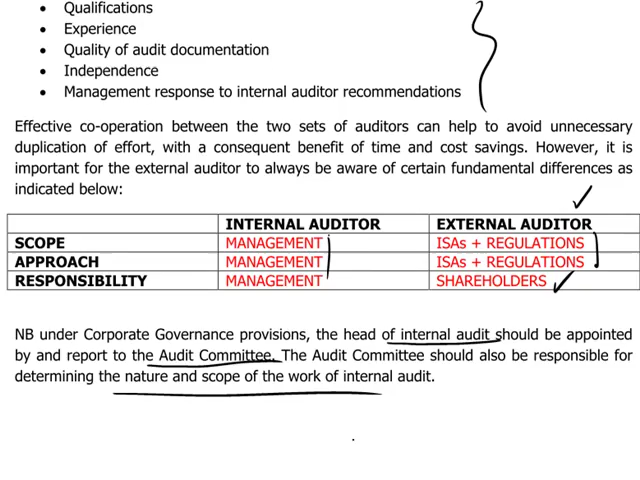 • Qualifications
• Experience
• Quality of audit documentation
• Independence
• Management response to internal auditor recommendations
Effective co-operation between the two sets of auditors can help to avoid unnecessary
duplication of effort, with a consequent benefit of time and cost savings. However, it is
important for the external auditor to always be aware of certain fundamental differences as
indicated below:
INTERNAL AUDITOR EXTERNAL AUDITOR
SCOPE MANAGEMENT ISAs + REGULATIONS
APPROACH MANAGEMENT ISAs + REGULATIONS
RESPONSIBILITY MANAGEMENT SHAREHOLDERS
NB under Corporate Governance provisions, the head of internal audit should be appointed
by and report to the Audit Committee. The Audit Committee should also be responsible for
determining the nature and scope of the work of internal audit.